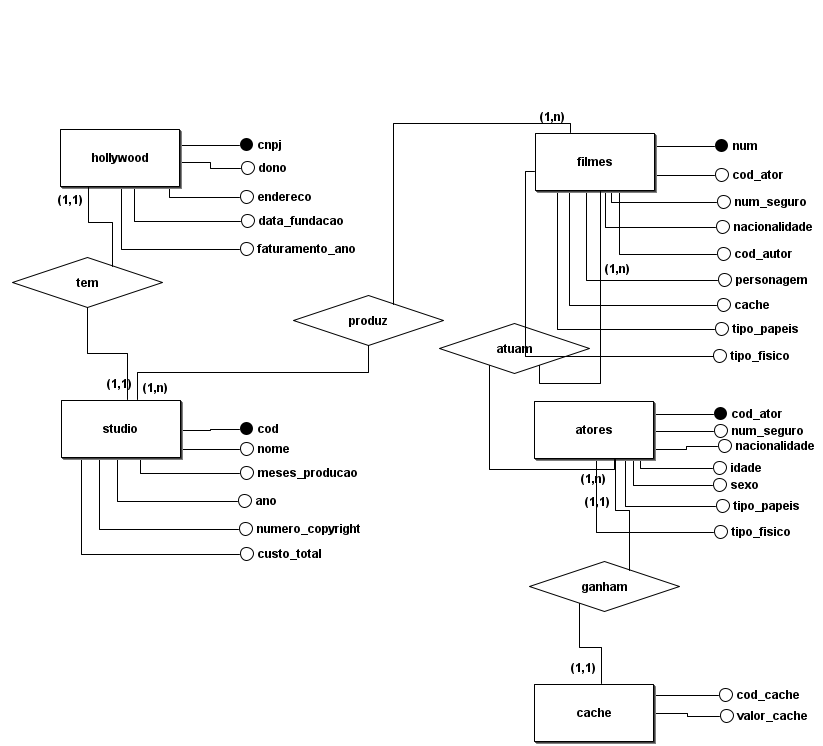 hollywood
cnpj
dono
endereco
data_fundacao
faturamento_ano
(1,1)
tem
(1,1)
(1,n)
studio
cod
nome
meses_producao
ano
numero_copyright
custo_total
produz
(1,n)
filmes
num
cod_ator
num_seguro
nacionalidade
cod_autor
personagem
cache
tipo_papeis
tipo_fisico
(1,n)
atuam
atores
cod_ator
num_seguro
nacionalidade
idade
sexo
tipo_papeis
tipo_fisico
(1,n)
(1,1)
ganham
(1,1)
cache
cod_cache
valor_cache